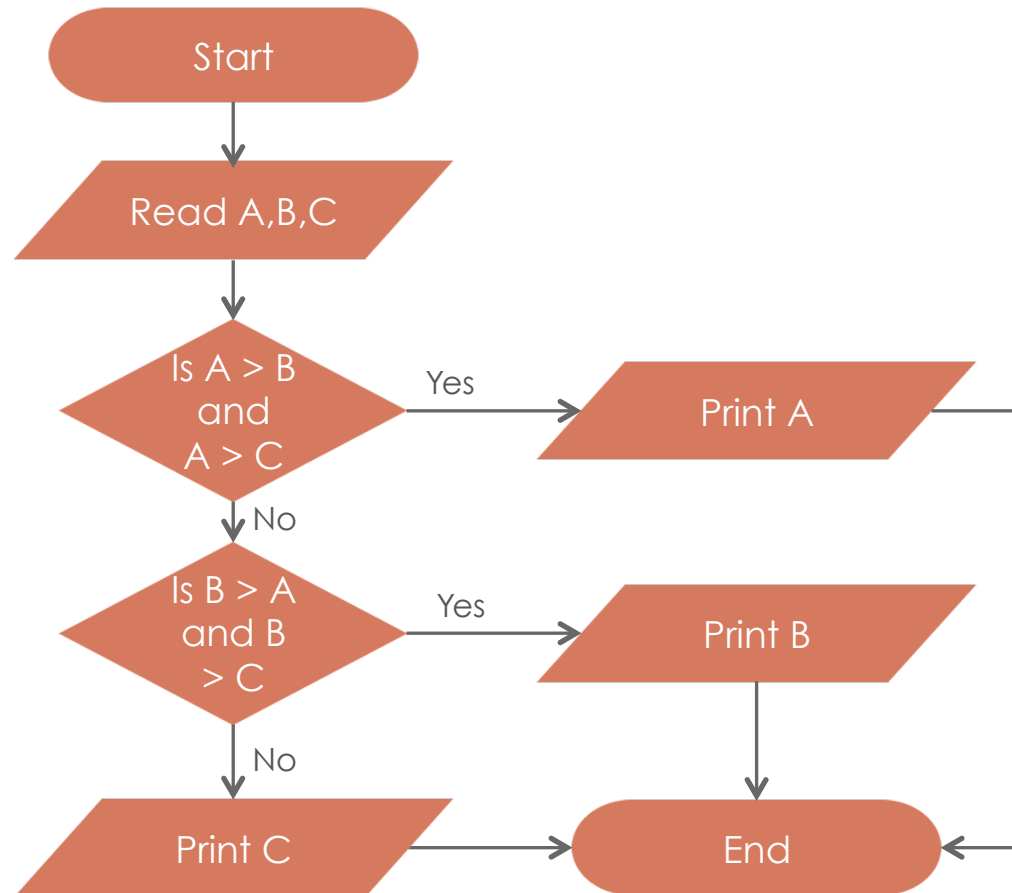 Start
Read A,B,C
Is A > B
and
A > C
Yes
Print A
No
Is B > A
and B
> C
Yes
Print B
No
Print C
End